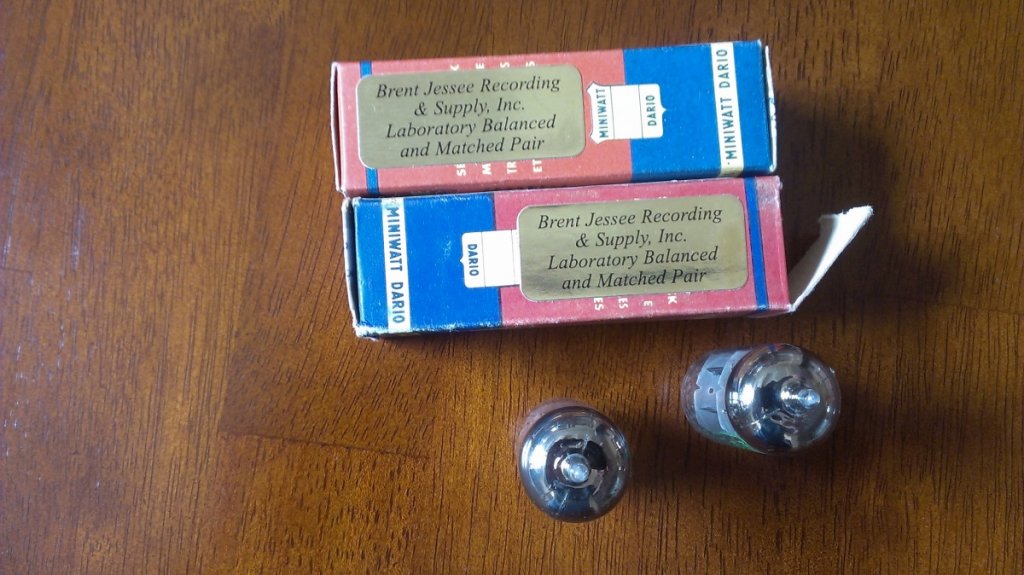 Brent Jessee Recording
& Supply, Inc.
Laboratory Balanced
and Matched Pair
MINIWATT
DARIO
MINIWATT DARIO
MINIWATT DARIO
DARIO
Brent Jessee Recording
& Supply, Inc.
Laboratory Balanced
and Matched Pair